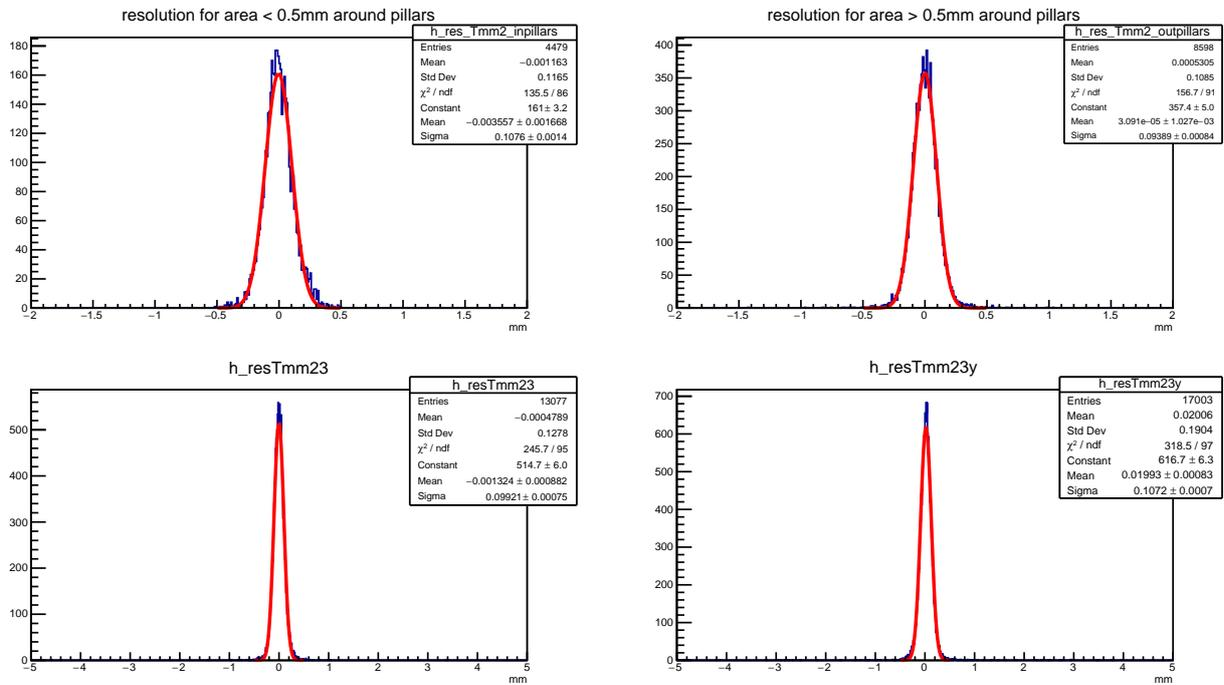 resolution for area < 0.5mm around pillars
h_res_Tmm2_inpillars
Entries 4479
Mean −0.001163
Std Dev 0.1165
χ² / ndf 135.5 / 86
Constant 161 ± 3.2
Mean −0.003557 ± 0.001668
Sigma 0.1076 ± 0.0014
180
160
140
120
100
80
60
40
20
0
−2 −1.5 −1 −0.5 0 0.5 1 1.5 2
mm
resolution for area > 0.5mm around pillars
h_res_Tmm2_outpillars
Entries 8598
Mean 0.0005305
Std Dev 0.1085
χ² / ndf 156.7 / 91
Constant 357.4 ± 5.0
Mean 3.091e−05 ± 1.027e−03
Sigma 0.09389 ± 0.00084
400
350
300
250
200
150
100
50
0
−2 −1.5 −1 −0.5 0 0.5 1 1.5 2
mm
h_resTmm23
h_resTmm23
Entries 13077
Mean −0.0004789
Std Dev 0.1278
χ² / ndf 245.7 / 95
Constant 514.7 ± 6.0
Mean −0.001324 ± 0.000882
Sigma 0.09921 ± 0.00075
500
400
300
200
100
0
−5 −4 −3 −2 −1 0 1 2 3 4 5
mm
h_resTmm23y
h_resTmm23y
Entries 17003
Mean 0.02006
Std Dev 0.1904
χ² / ndf 318.5 / 97
Constant 616.7 ± 6.3
Mean 0.01993 ± 0.00083
Sigma 0.1072 ± 0.0007
700
600
500
400
300
200
100
0
−5 −4 −3 −2 −1 0 1 2 3 4 5
mm